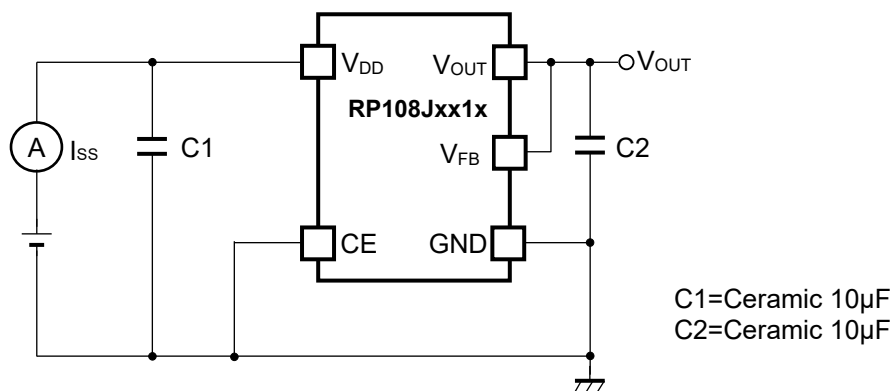 VDD
VOUT
VOUT
RP108Jxx1x
A
ISS
C1
VFB
C2
CE
GND
C1=Ceramic 10µF
C2=Ceramic 10µF